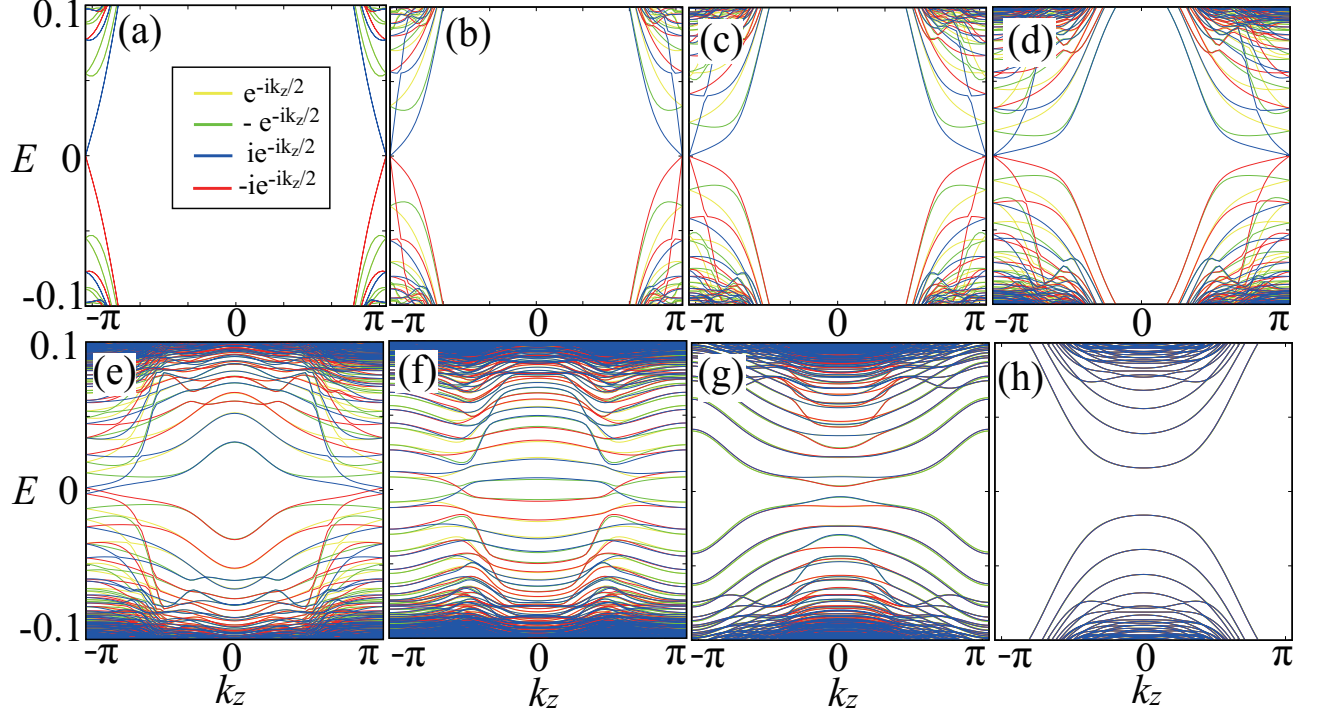 (a) (b) (c) (d)
0.1
e^{-ik_z/2}
- e^{-ik_z/2}
ie^{-ik_z/2}
-ie^{-ik_z/2}
E 0
-0.1
-π 0 π -π 0 π -π 0 π -π 0 π
0.1
(e) (f) (g) (h)
E 0
-0.1
-π 0 π -π 0 π -π 0 π -π 0 π
k_z k_z k_z k_z